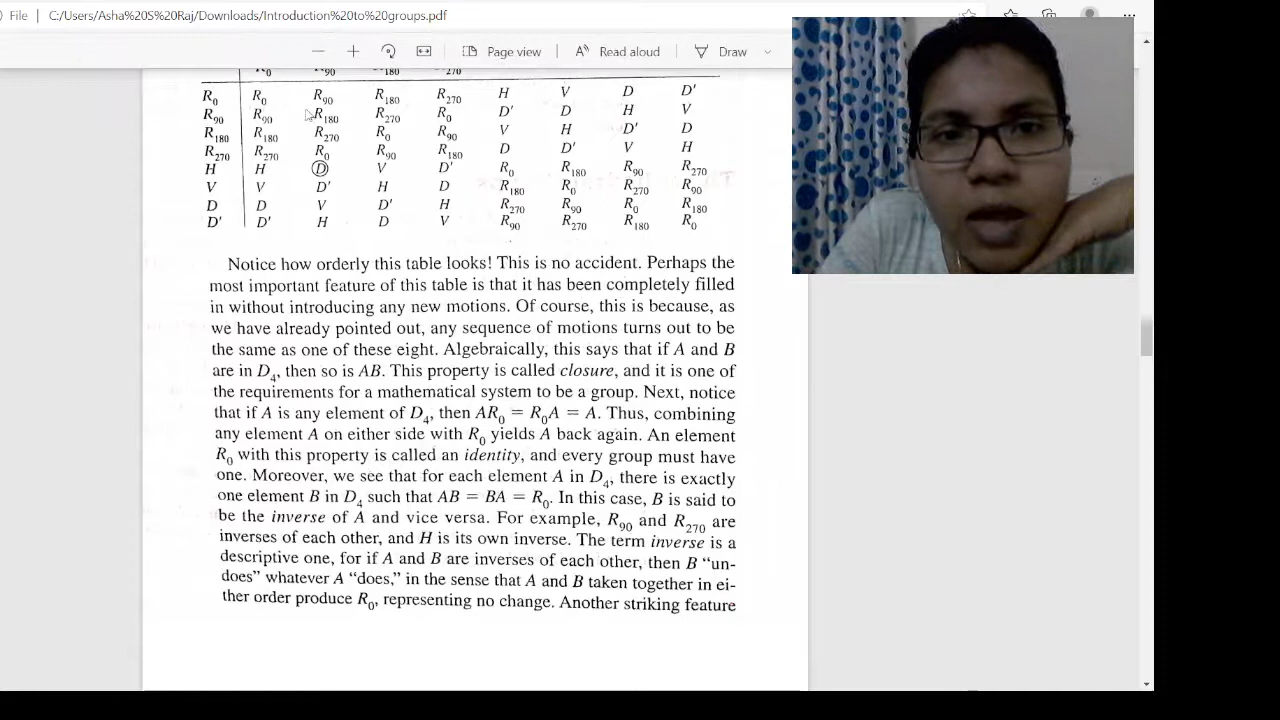 File | C:/Users/Asha%20S%20Raj/Downloads/Introduction%20to%20groups.pdf
Page view | Read aloud | Draw
R0 R90 R180 R270
R0 R0 R90 R180 R270 H V D D'
R90 R90 R180 R270 R0 D' D H V
R180 R180 R270 R0 R90 V H D' D
R270 R270 R0 R90 R180 D D' V H
H H D V D' R0 R180 R90 R270
V V D' H D R180 R0 R270 R90
D D V D' H R270 R90 R0 R180
D' D' H D V R90 R270 R180 R0
Notice how orderly this table looks! This is no accident. Perhaps the
most important feature of this table is that it has been completely filled
in without introducing any new motions. Of course, this is because, as
we have already pointed out, any sequence of motions turns out to be
the same as one of these eight. Algebraically, this says that if A and B
are in D4, then so is AB. This property is called closure, and it is one of
the requirements for a mathematical system to be a group. Next, notice
that if A is any element of D4, then AR0 = R0A = A. Thus, combining
any element A on either side with R0 yields A back again. An element
R0 with this property is called an identity, and every group must have
one. Moreover, we see that for each element A in D4, there is exactly
one element B in D4 such that AB = BA = R0. In this case, B is said to
be the inverse of A and vice versa. For example, R90 and R270 are
inverses of each other, and H is its own inverse. The term inverse is a
descriptive one, for if A and B are inverses of each other, then B “un-
does” whatever A “does,” in the sense that A and B taken together in ei-
ther order produce R0, representing no change. Another striking feature